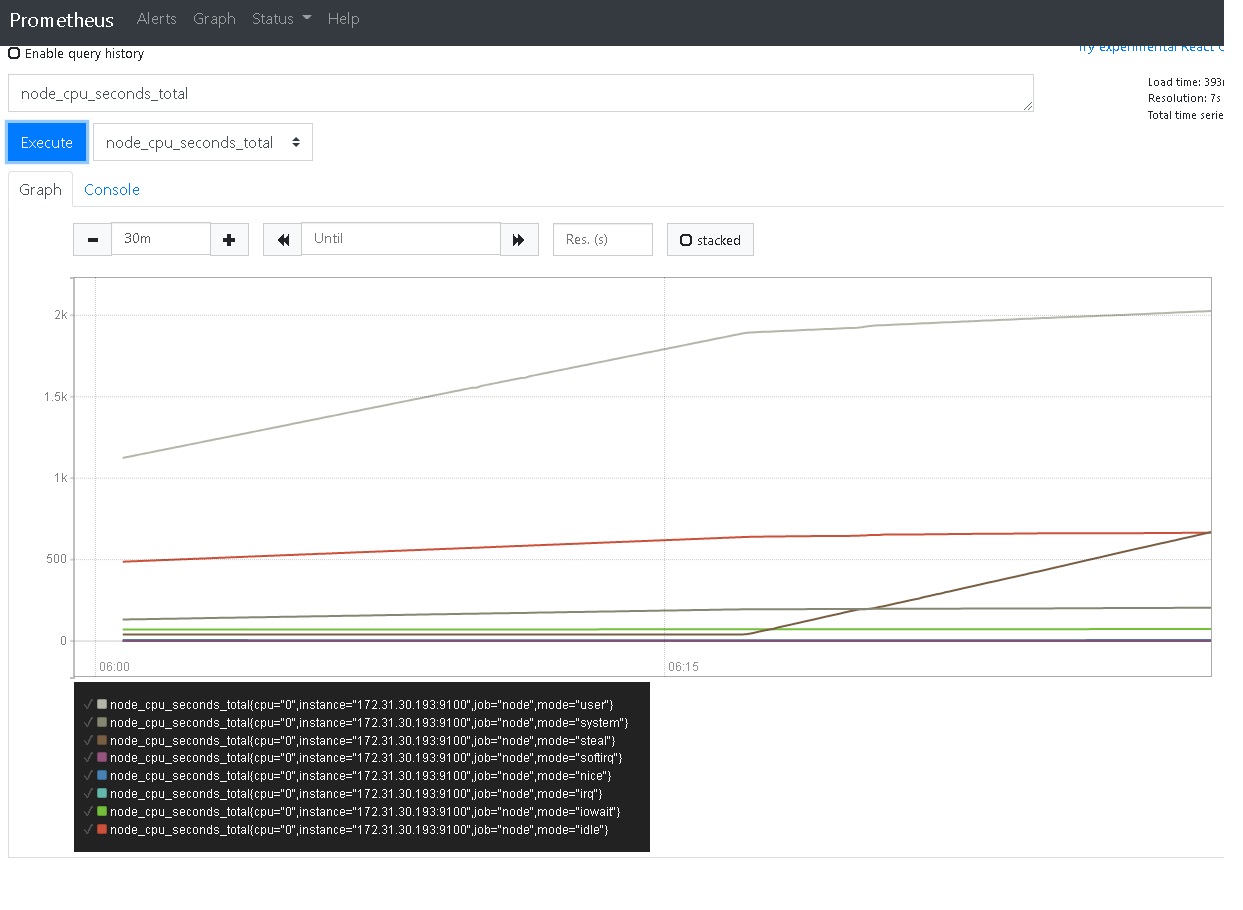 Prometheus Alerts Graph Status Help
Enable query history
Try experimental React
node_cpu_seconds_total
Load time:
Resolution: 7s
Total time
Execute node_cpu_seconds_total
Graph Console
30m Until Res. (s) stacked
2k
1.5k
1k
500
0
06:00 06:15
node_cpu_seconds_total{cpu="0",instance="172.31.30.193:9100",job="node",mode="user"}
node_cpu_seconds_total{cpu="0",instance="172.31.30.193:9100",job="node",mode="system"}
node_cpu_seconds_total{cpu="0",instance="172.31.30.193:9100",job="node",mode="steal"}
node_cpu_seconds_total{cpu="0",instance="172.31.30.193:9100",job="node",mode="softirq"}
node_cpu_seconds_total{cpu="0",instance="172.31.30.193:9100",job="node",mode="nice"}
node_cpu_seconds_total{cpu="0",instance="172.31.30.193:9100",job="node",mode="irq"}
node_cpu_seconds_total{cpu="0",instance="172.31.30.193:9100",job="node",mode="iowait"}
node_cpu_seconds_total{cpu="0",instance="172.31.30.193:9100",job="node",mode="idle"}